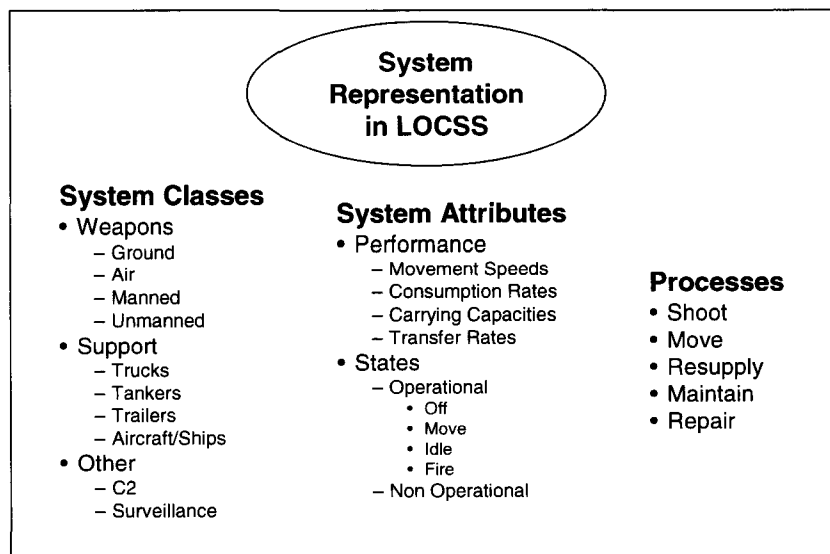 System
Representation
in LOCSS
System Classes
• Weapons
– Ground
– Air
– Manned
– Unmanned
• Support
– Trucks
– Tankers
– Trailers
– Aircraft/Ships
• Other
– C2
– Surveillance
System Attributes
• Performance
– Movement Speeds
– Consumption Rates
– Carrying Capacities
– Transfer Rates
• States
– Operational
• Off
• Move
• Idle
• Fire
– Non Operational
Processes
• Shoot
• Move
• Resupply
• Maintain
• Repair